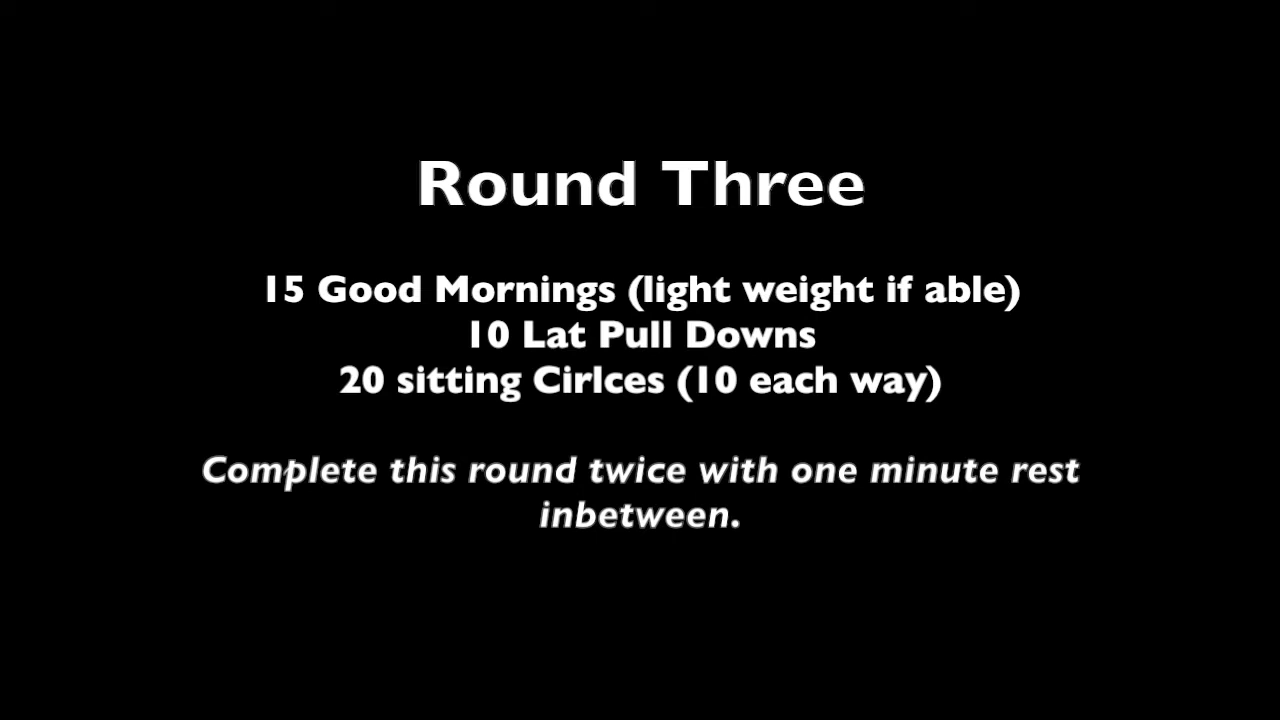 Round Three
15 Good Mornings (light weight if able)
10 Lat Pull Downs
20 sitting Cirlces (10 each way)
Complete this round twice with one minute rest
inbetween.